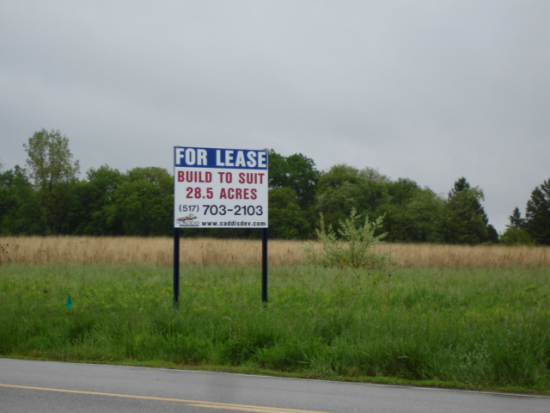 FOR LEASE
BUILD TO SUIT
28.5 ACRES
(517) 703-2103
www.caddisdev.com